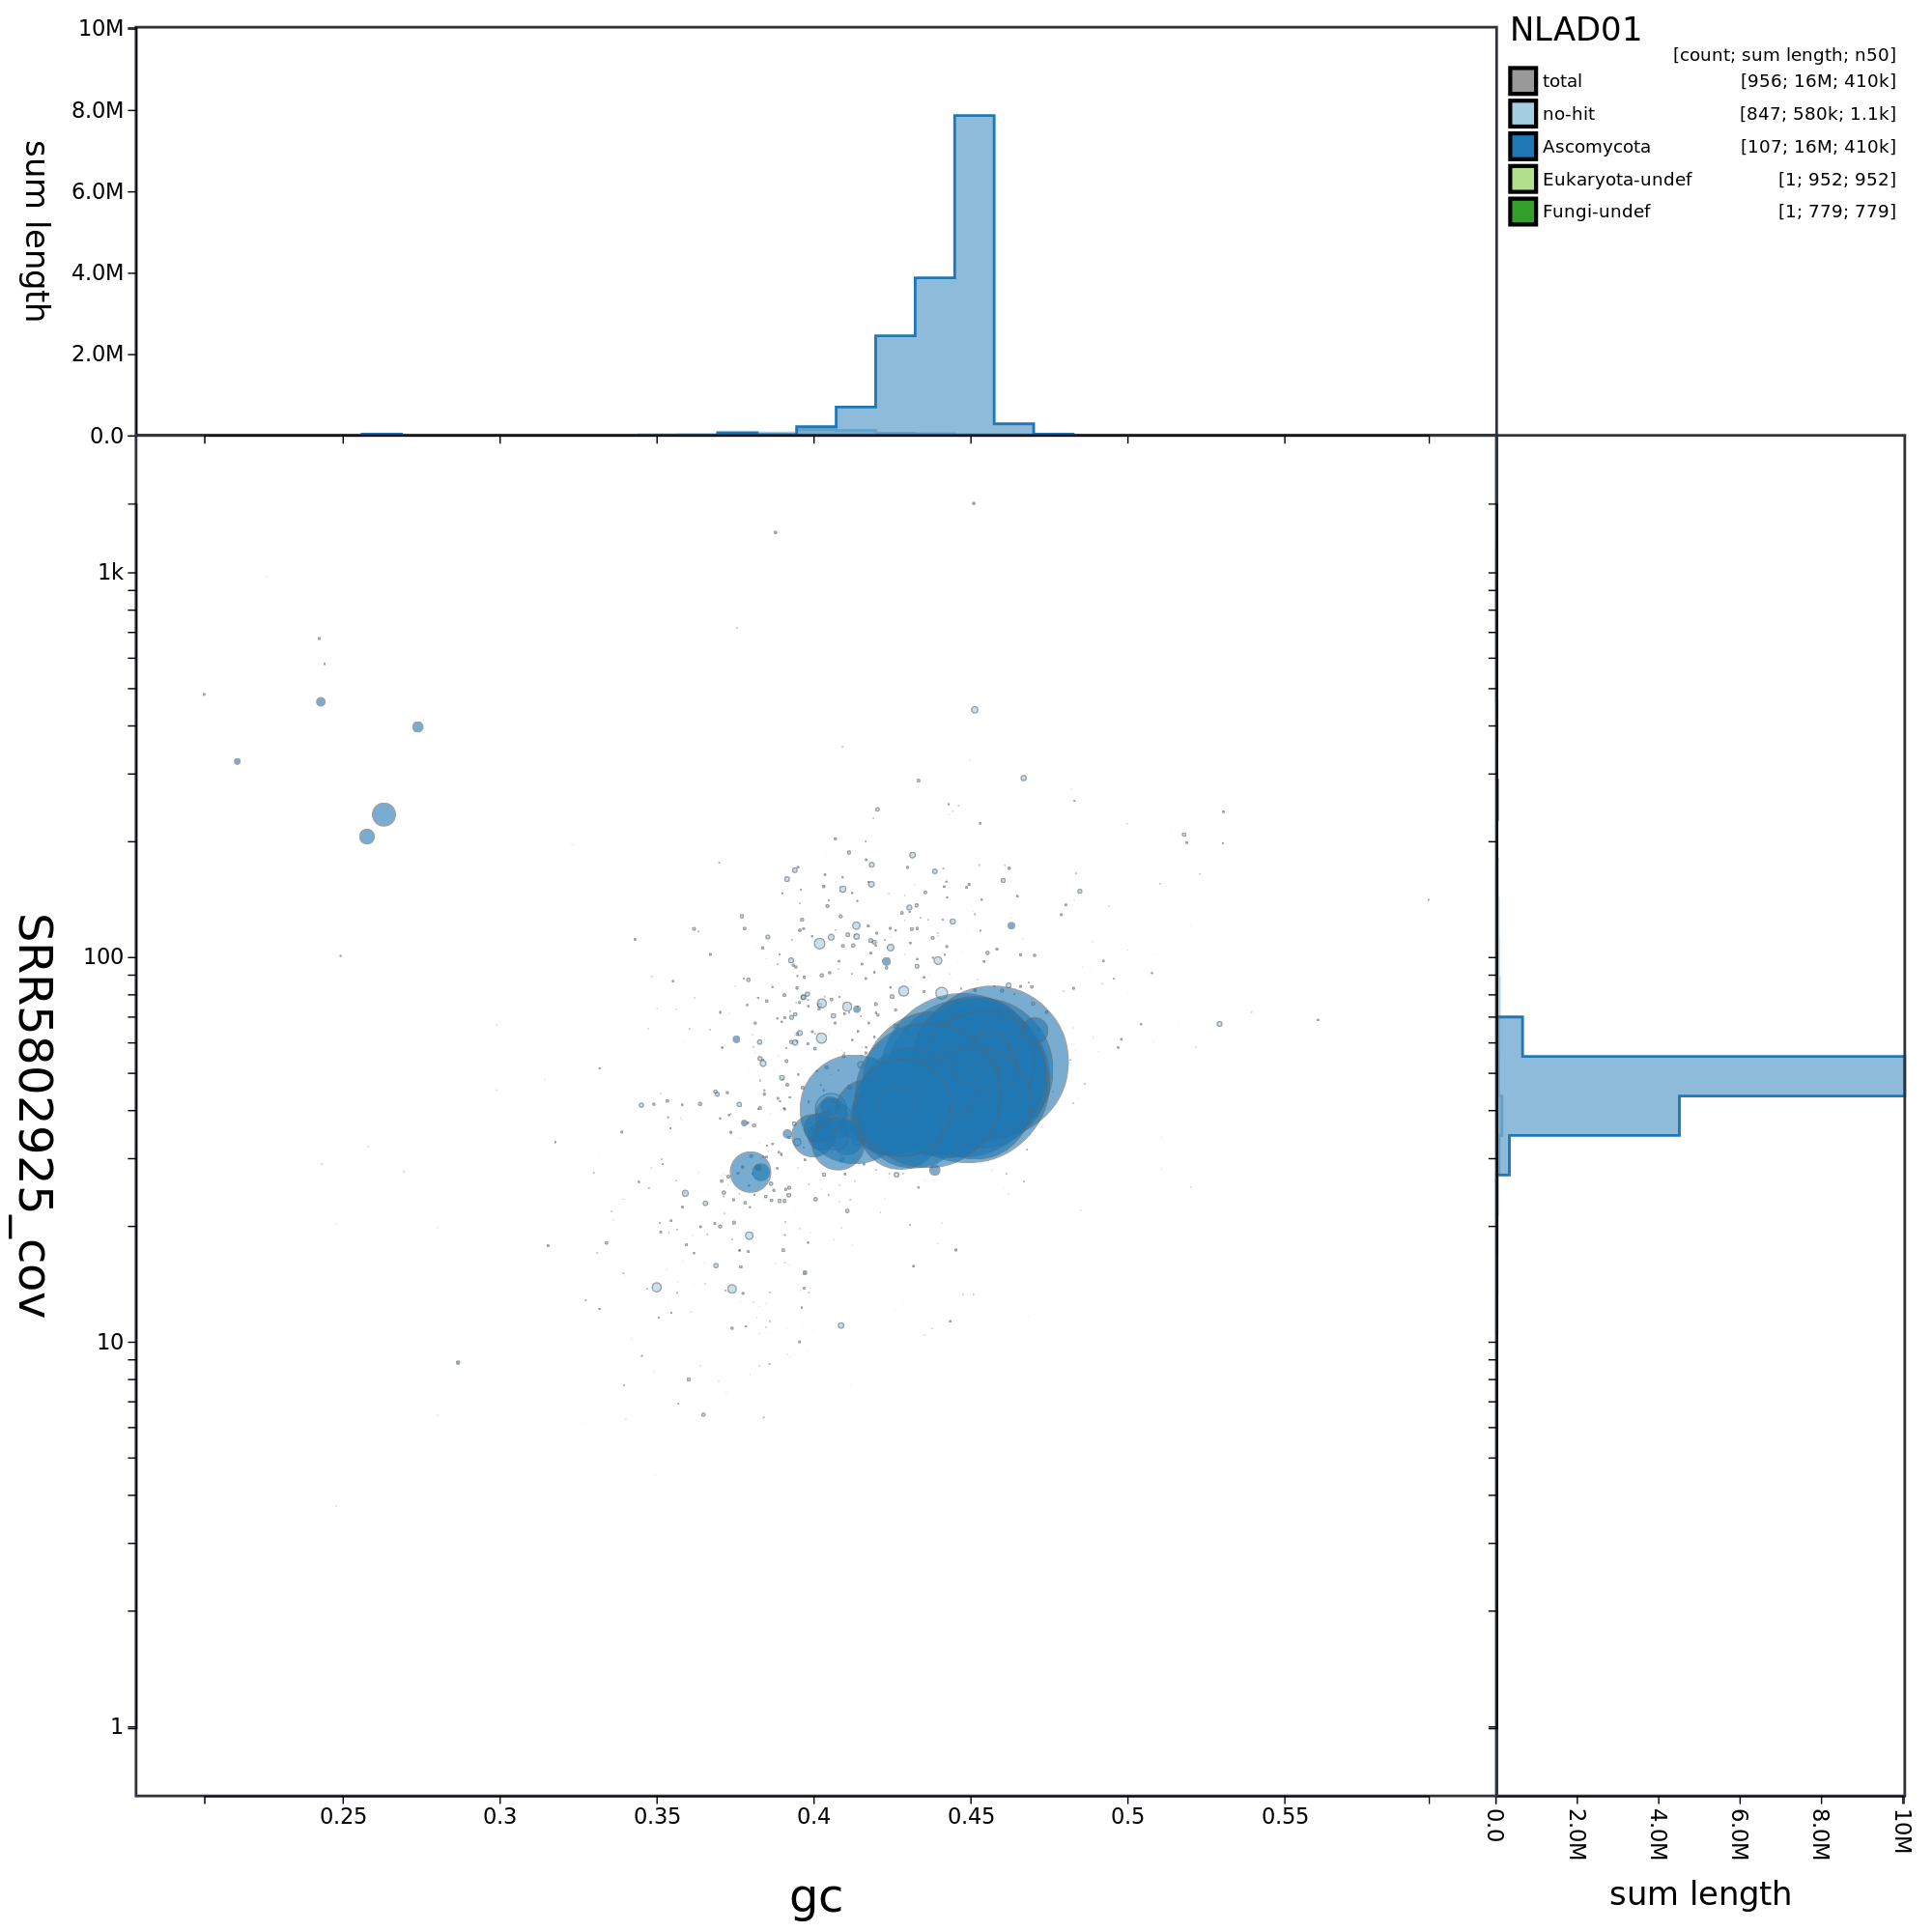 NLAD01
[count; sum length; n50]
total [956; 16M; 410k]
no-hit [847; 580k; 1.1k]
Ascomycota [107; 16M; 410k]
Eukaryota-undef [1; 952; 952]
Fungi-undef [1; 779; 779]
10M
8.0M
6.0M
4.0M
2.0M
0.0
sum length
1k
100
10
1
SRR5802925_cov
0.25 0.3 0.35 0.4 0.45 0.5 0.55
gc
0.0 2.0M 4.0M 6.0M 8.0M 10M
sum length